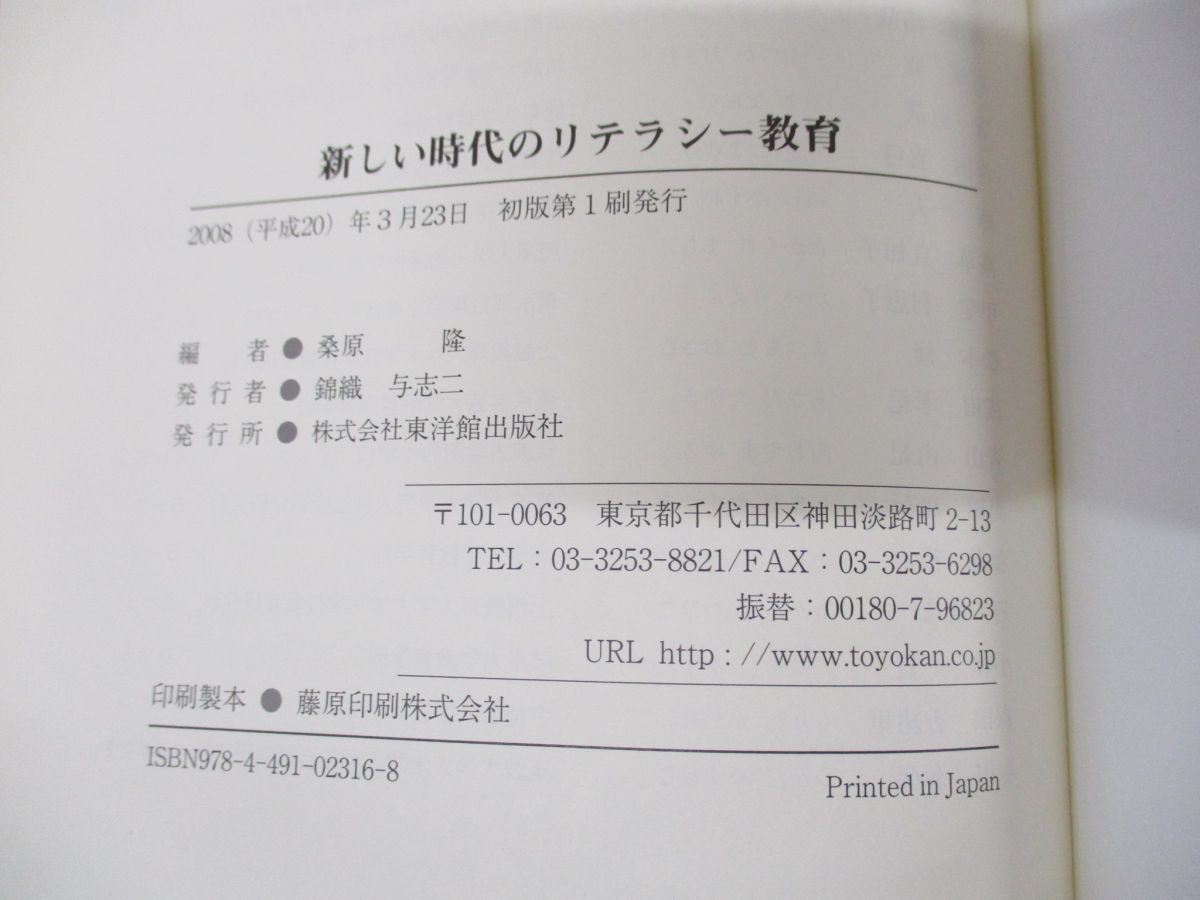 新しい時代のリテラシー教育
2008（平成20）年3月23日　初版第1刷発行
編　者●桑原　　隆
発行者●錦織　与志二
発行所●株式会社東洋館出版社
〒101-0063　東京都千代田区神田淡路町2-13
TEL：03-3253-8821/FAX：03-3253-6298
振替：00180-7-96823
URL http：//www.toyokan.co.jp
印刷製本●藤原印刷株式会社
ISBN978-4-491-02316-8
Printed in Japan